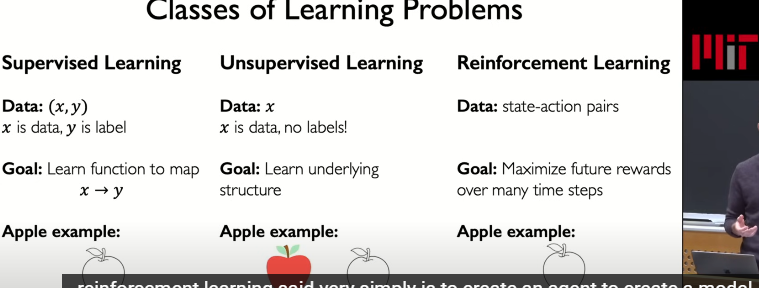 Classes of Learning Problems
Supervised Learning
Data: (x, y)
x is data, y is label
Goal: Learn function to map
x → y
Apple example:
Unsupervised Learning
Data: x
x is data, no labels!
Goal: Learn underlying
structure
Apple example:
Reinforcement Learning
Data: state-action pairs
Goal: Maximize future rewards
over many time steps
Apple example:
MIT
reinforcement learning said very simply is to create an agent to create a model